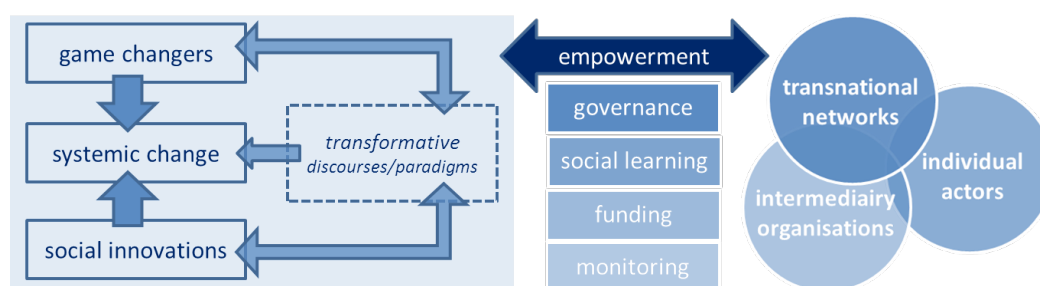 game changers
systemic change
social innovations
transformative
discourses/paradigms
empowerment
governance
social learning
funding
monitoring
transnational
networks
individual
actors
intermediairy
organisations